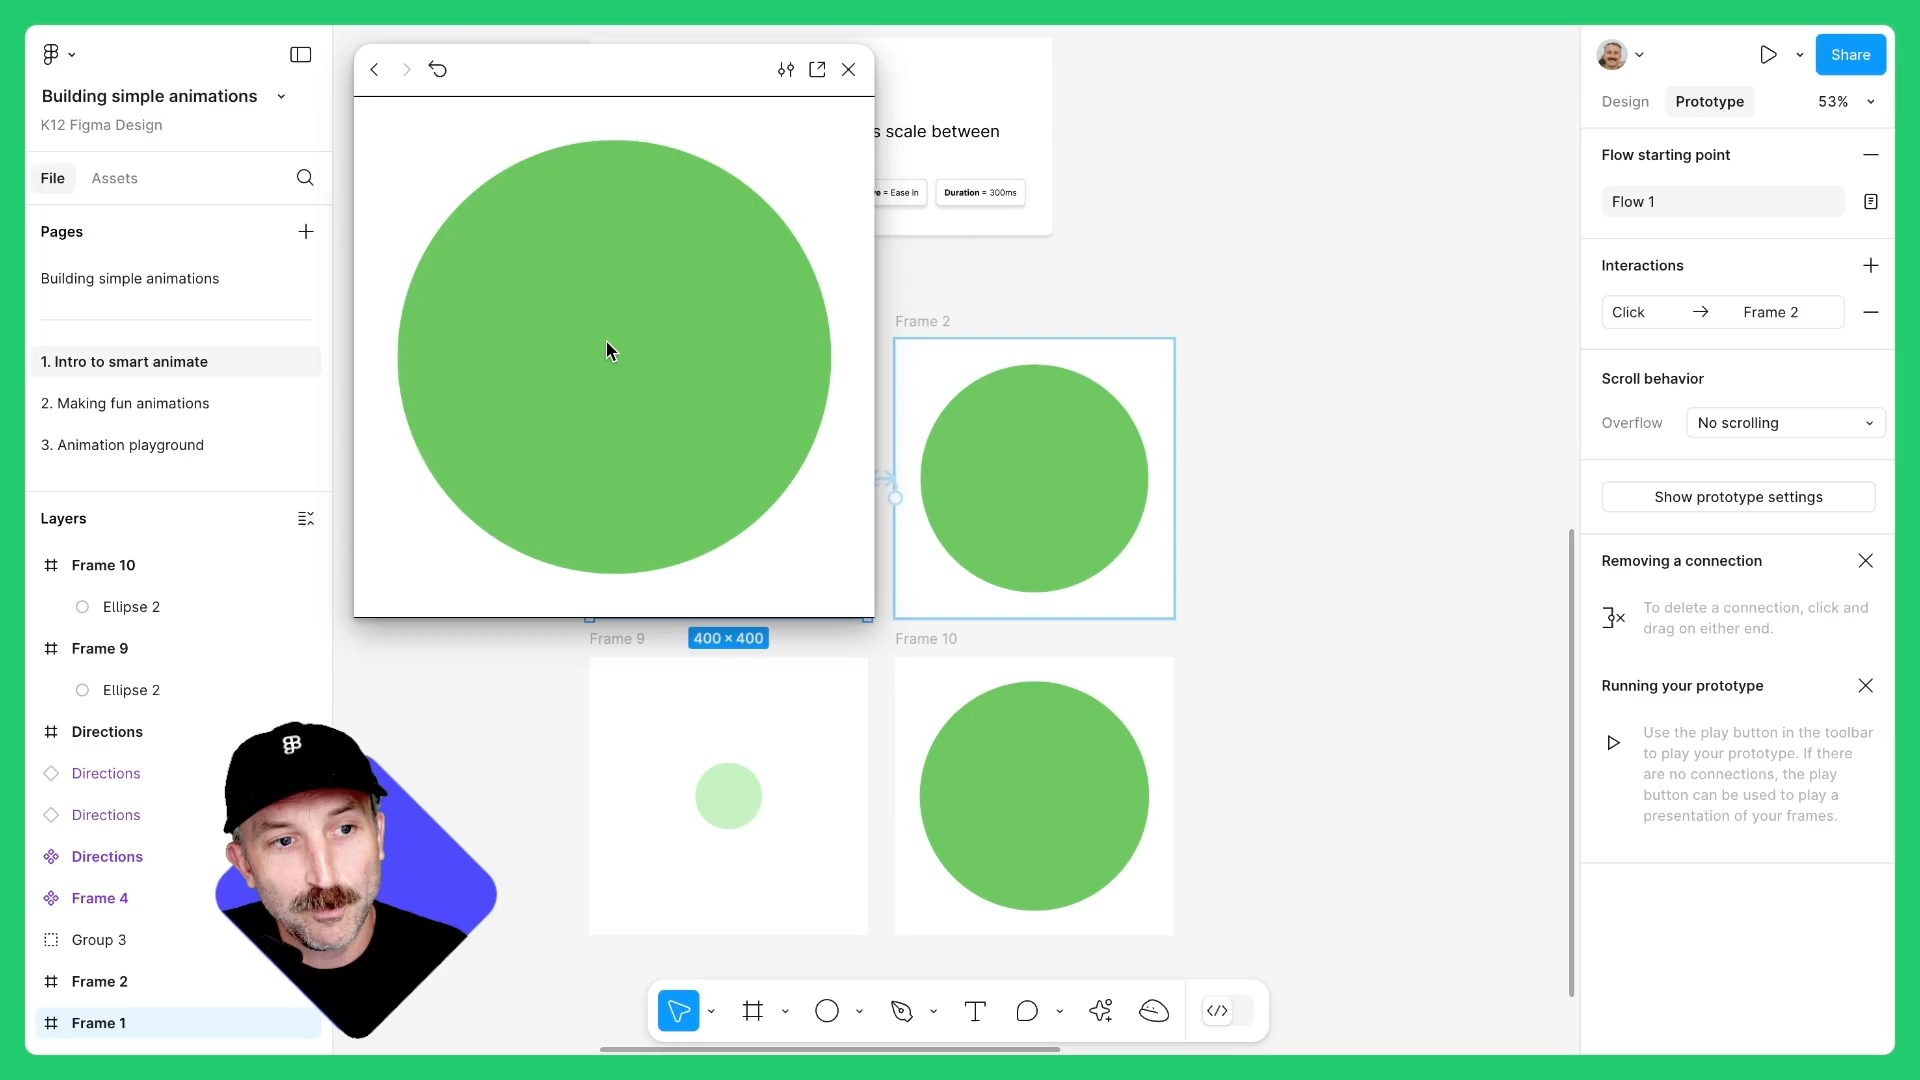 Building simple animations
K12 Figma Design
File
Assets
Pages
Building simple animations
1. Intro to smart animate
2. Making fun animations
3. Animation playground
Layers
Frame 10
Ellipse 2
Frame 9
Ellipse 2
Directions
Directions
Directions
Directions
Frame 4
Group 3
Frame 2
Frame 1
scale between
= Ease in
Duration = 300ms
Frame 2
Frame 9
400 × 400
Frame 10
Share
Design
Prototype
53%
Flow starting point
Flow 1
Interactions
Click
Frame 2
Scroll behavior
Overflow
No scrolling
Show prototype settings
Removing a connection
To delete a connection, click and
drag on either end.
Running your prototype
Use the play button in the toolbar
to play your prototype. If there
are no connections, the play
button can be used to play a
presentation of your frames.